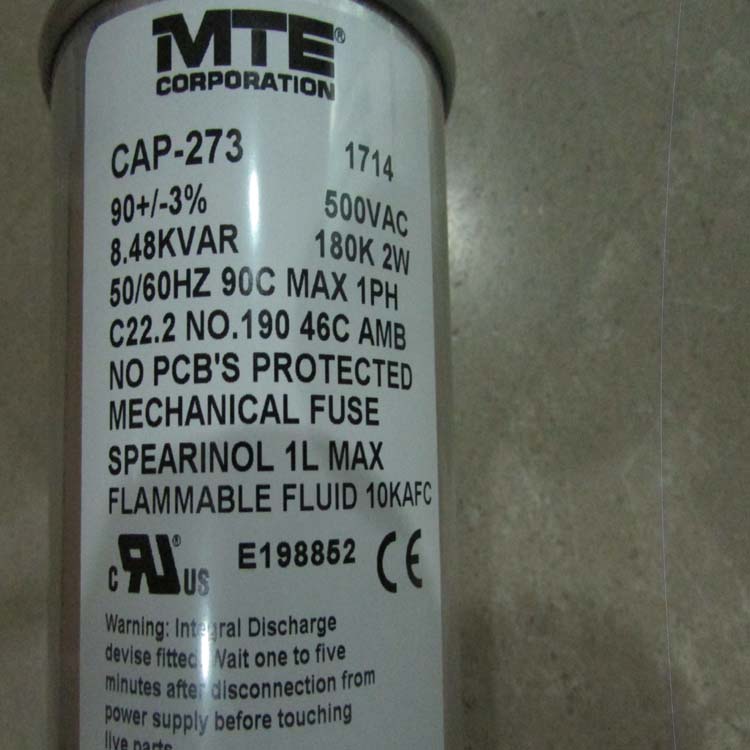 MTE®
CORPORATION
CAP-273 1714
90+/-3% 500VAC
8.48KVAR 180K 2W
50/60HZ 90C MAX 1PH
C22.2 NO.190 46C AMB
NO PCB'S PROTECTED
MECHANICAL FUSE
SPEARINOL 1L MAX
FLAMMABLE FLUID 10KAFC
c RU® US E198852 CE
Warning: Integral Discharge
devise fitted. Wait one to five
minutes after disconnection from
power supply before touching
live parts